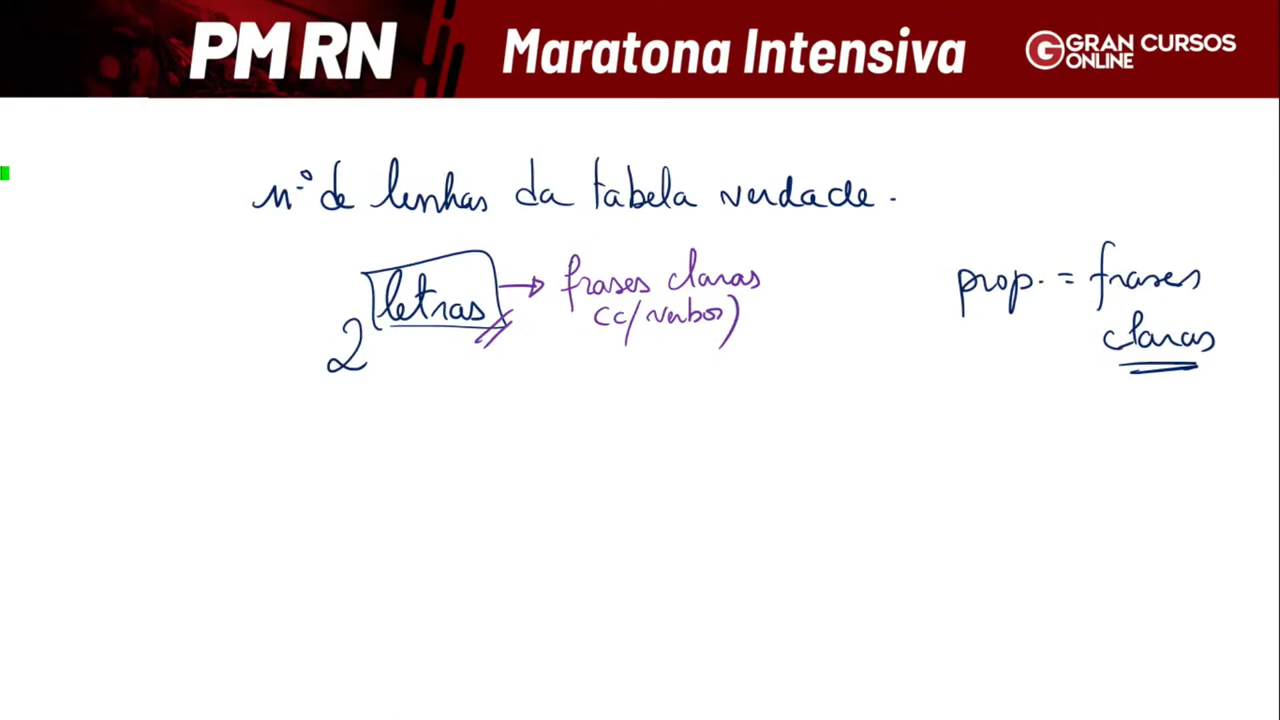 PM RN
Maratona Intensiva
GRAN CURSOS
ONLINE
n.º de linhas da tabela verdade.
2 letras → frases claras
(c/verbos)
prop. = frases
claras